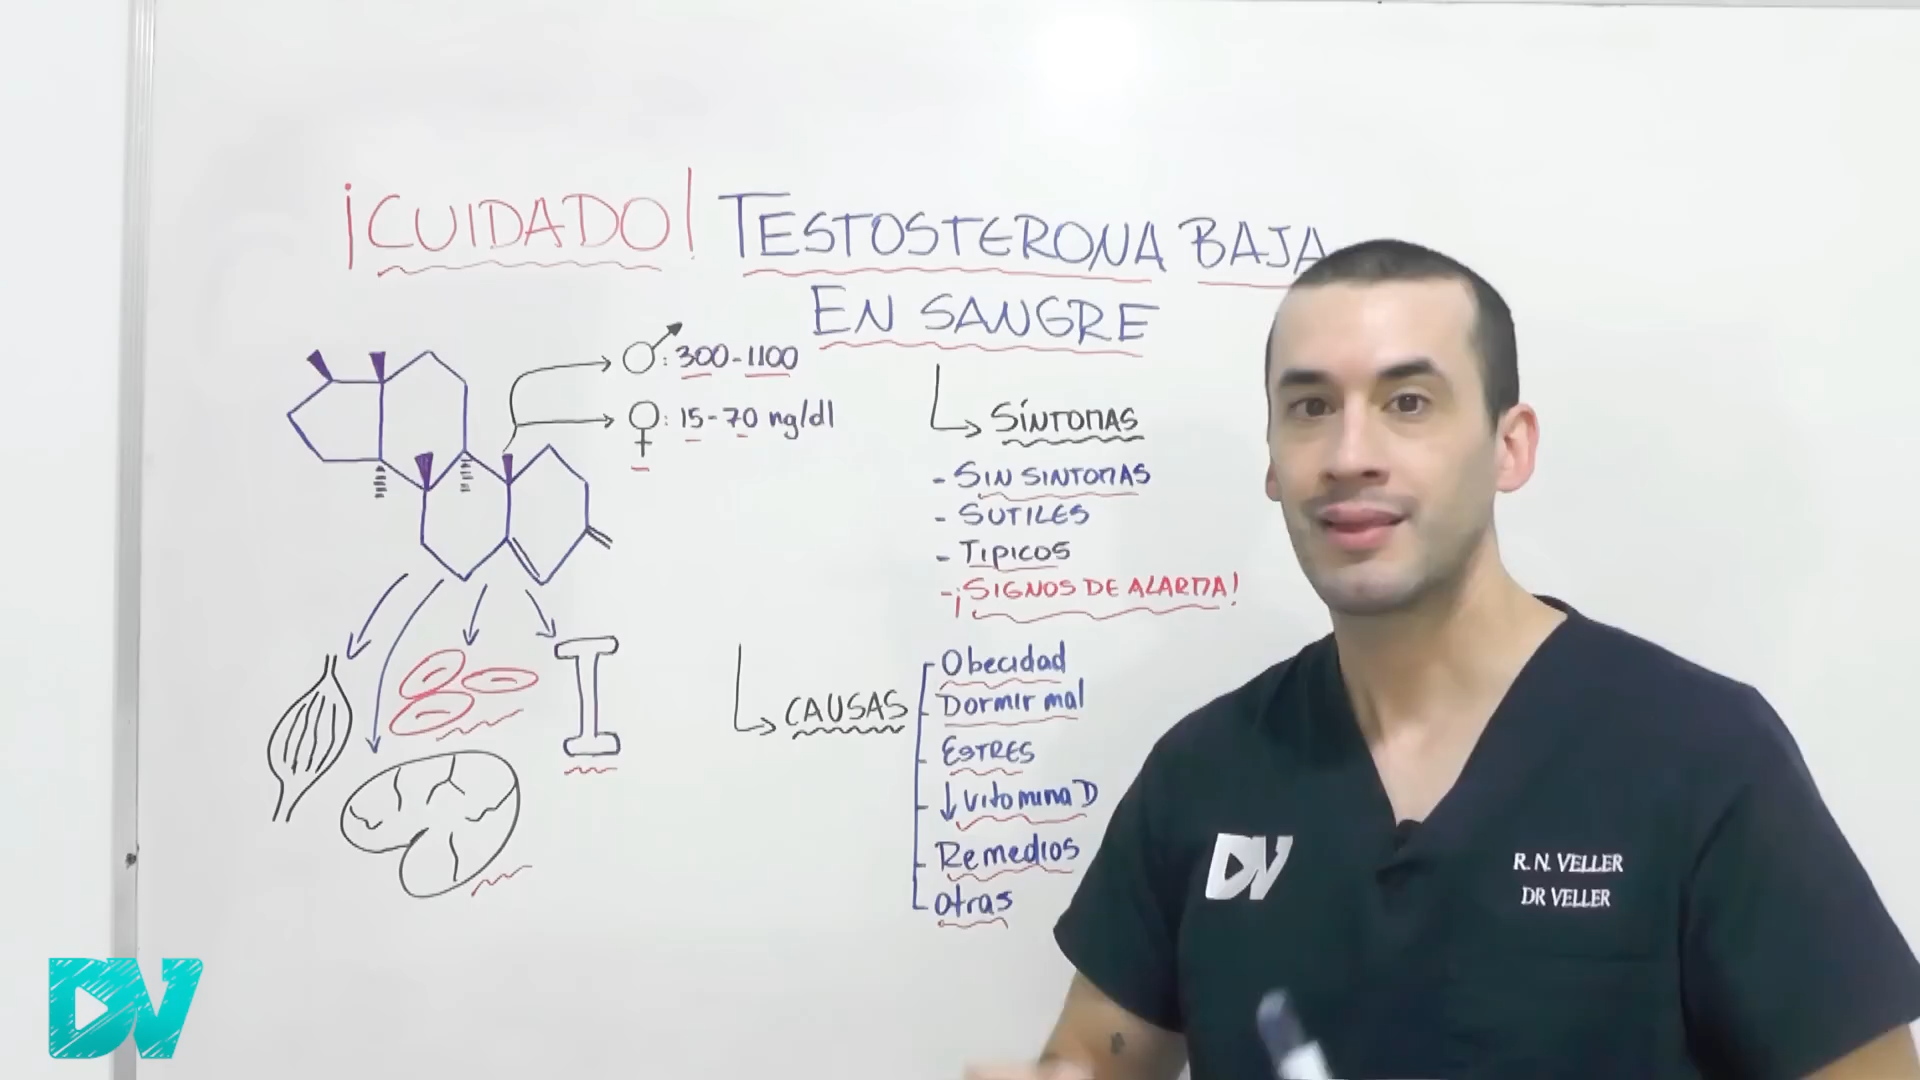 ¡CUIDADO! TESTOSTERONA BAJA
EN SANGRE
♂: 300-1100
♀: 15-70 ng/dl
SÍNTOMAS
- SIN SINTOMAS
- SUTILES
- TIPICOS
- ¡SIGNOS DE ALARMA!
CAUSAS
Obecidad
Dormir mal
ESTRES
↓ Vitamina D
Remedios
Otras
DV
R. N. VELLER
DR VELLER
DV